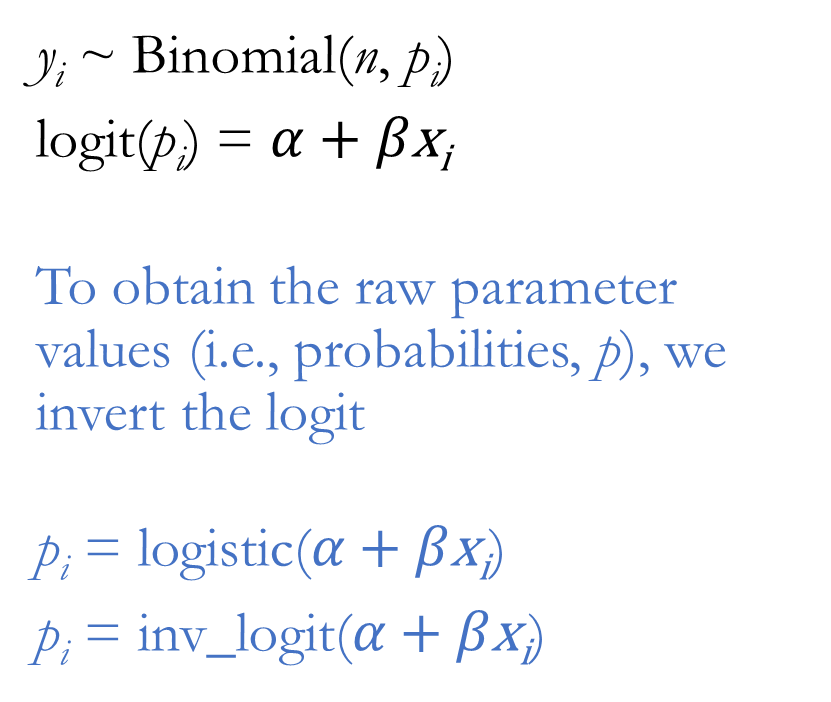 yᵢ ~ Binomial(n, pᵢ)
logit(pᵢ) = α + βxᵢ
To obtain the raw parameter
values (i.e., probabilities, p), we
invert the logit
pᵢ = logistic(α + βxᵢ)
pᵢ = inv_logit(α + βxᵢ)